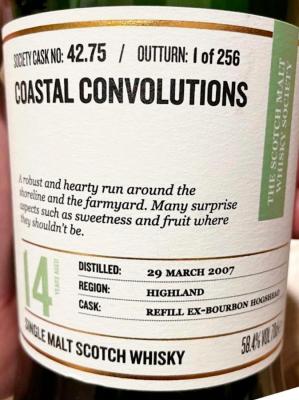 SOCIETY CASK NO: 42.75 / OUTTURN: 1 of 256
COASTAL CONVOLUTIONS
THE SCOTCH MALT
WHISKY SOCIETY
A robust and hearty run around the
shoreline and the farmyard. Many surprise
aspects such as sweetness and fruit where
they shouldn't be.
14
YEARS AGED
DISTILLED: 29 MARCH 2007
REGION: HIGHLAND
CASK: REFILL EX-BOURBON HOGSHEAD
SINGLE MALT SCOTCH WHISKY
58.4% VOL 70cl